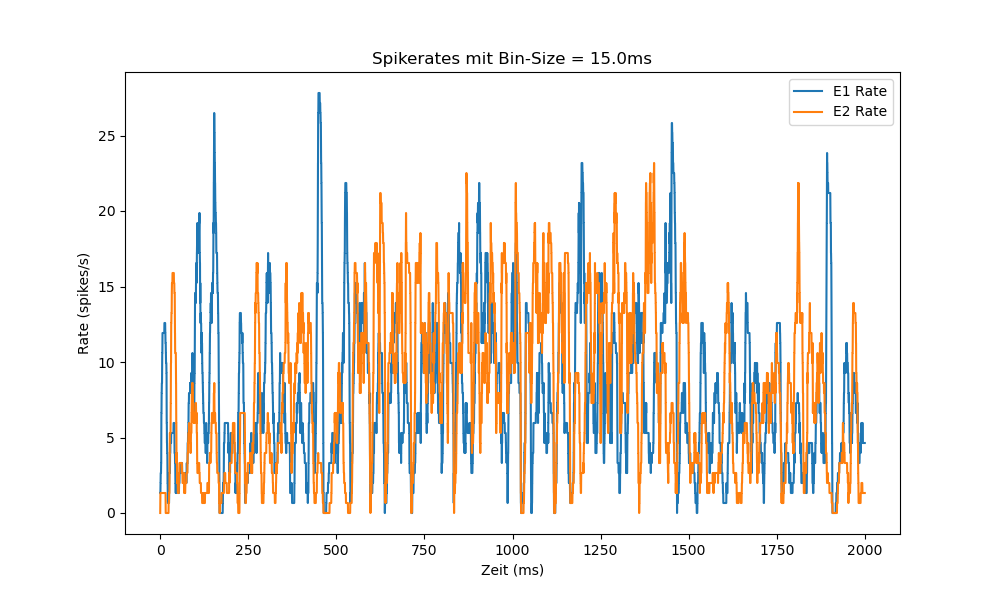 Spikerates mit Bin-Size = 15.0ms
E1 Rate
E2 Rate
Rate (spikes/s)
25
20
15
10
5
0
0 250 500 750 1000 1250 1500 1750 2000
Zeit (ms)